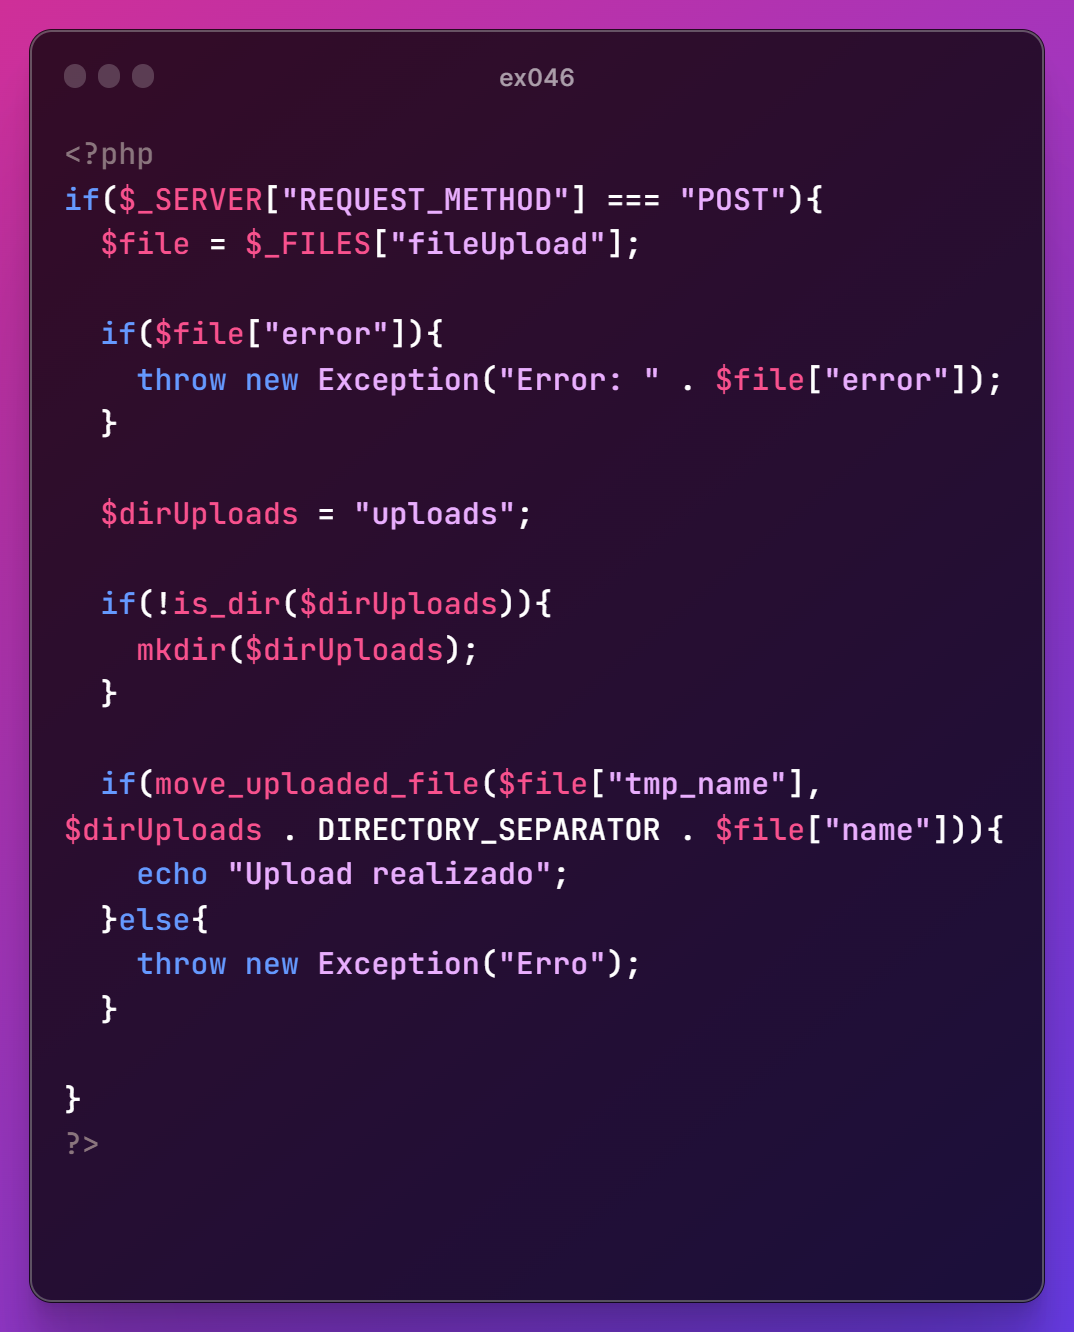 ex046
<?php
if($_SERVER["REQUEST_METHOD"] === "POST"){
  $file = $_FILES["fileUpload"];

  if($file["error"]){
    throw new Exception("Error: " . $file["error"]);
  }

  $dirUploads = "uploads";

  if(!is_dir($dirUploads)){
    mkdir($dirUploads);
  }

  if(move_uploaded_file($file["tmp_name"],
$dirUploads . DIRECTORY_SEPARATOR . $file["name"])){
    echo "Upload realizado";
  }else{
    throw new Exception("Erro");
  }

}
?>